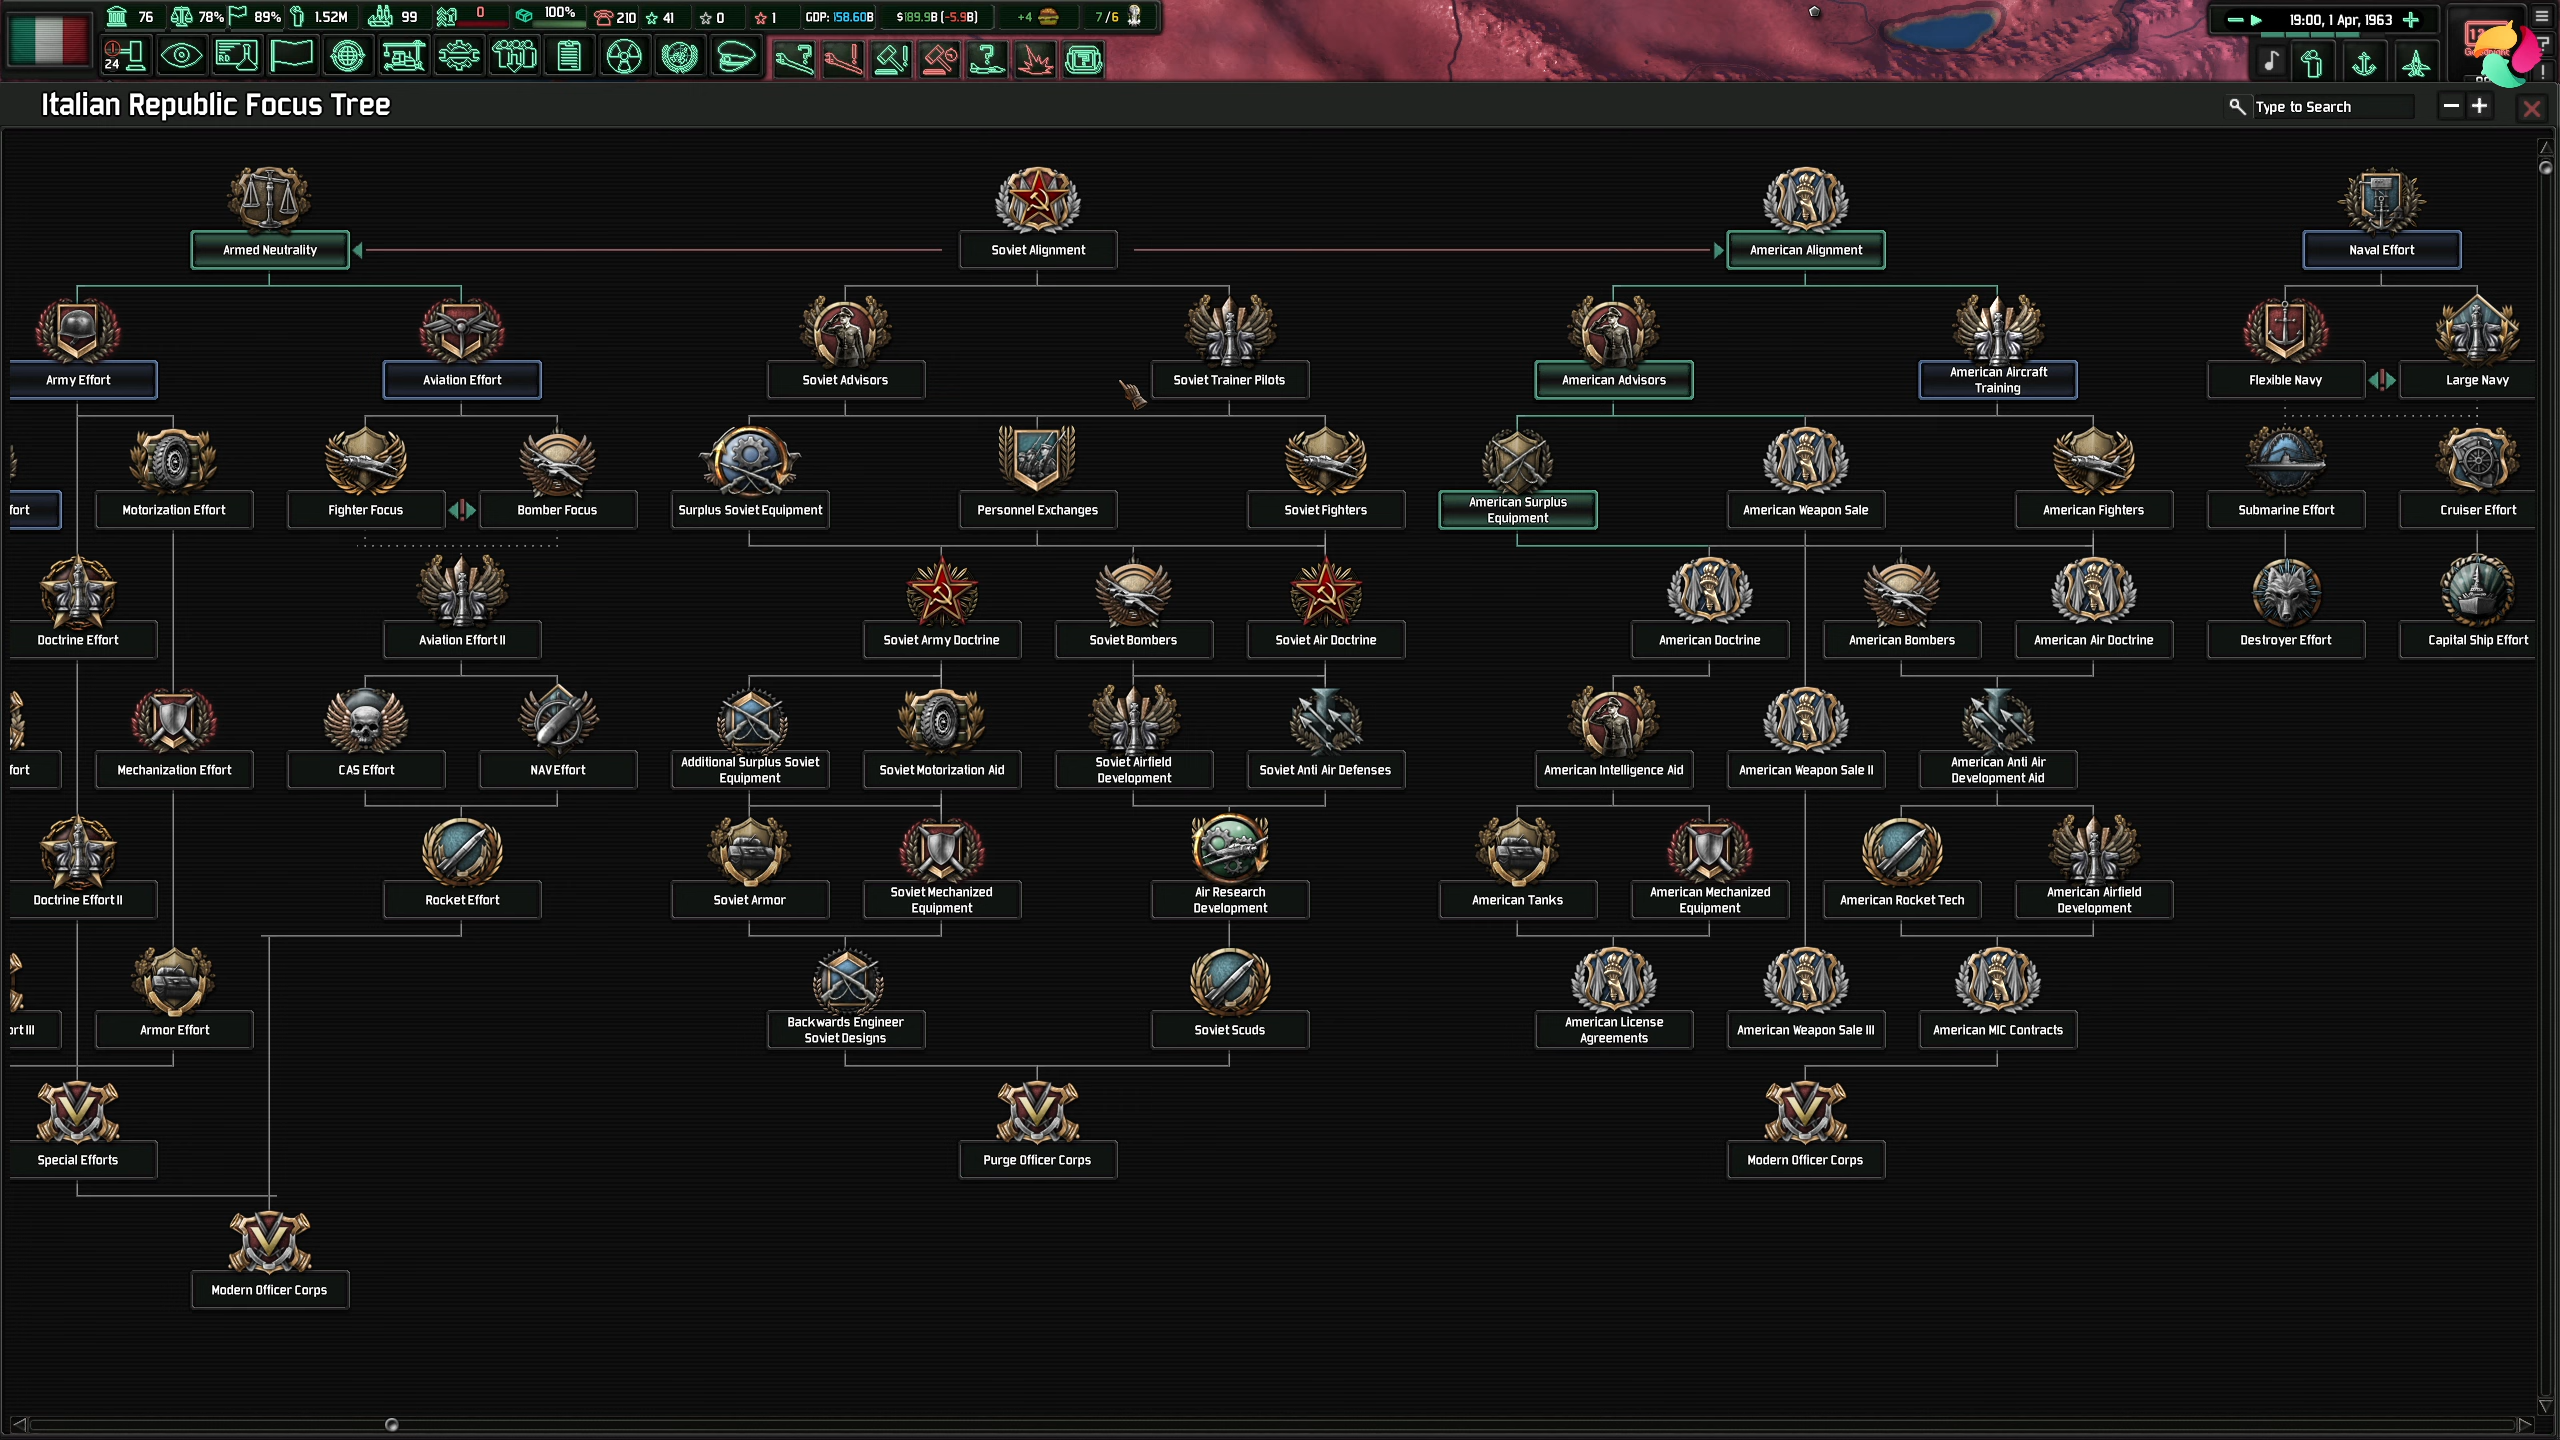 76
78%
89%
1.52M
99
0
100%
210
41
0
1
GDP: 158.60B
$189.9B (-5.9B)
+4
7/6
19:00, 1 Apr, 1963
24
Italian Republic Focus Tree
Type to Search
Armed Neutrality
Soviet Alignment
American Alignment
Naval Effort
Army Effort
Aviation Effort
Soviet Advisors
Soviet Trainer Pilots
American Advisors
American Aircraft
Training
Flexible Navy
Large Navy
fort
Motorization Effort
Fighter Focus
Bomber Focus
Surplus Soviet Equipment
Personnel Exchanges
Soviet Fighters
American Surplus
Equipment
American Weapon Sale
American Fighters
Submarine Effort
Cruiser Effort
Doctrine Effort
Aviation Effort II
Soviet Army Doctrine
Soviet Bombers
Soviet Air Doctrine
American Doctrine
American Bombers
American Air Doctrine
Destroyer Effort
Capital Ship Effort
fort
Mechanization Effort
CAS Effort
NAV Effort
Additional Surplus Soviet
Equipment
Soviet Motorization Aid
Soviet Airfield
Development
Soviet Anti Air Defenses
American Intelligence Aid
American Weapon Sale II
American Anti Air
Development Aid
Doctrine Effort II
Rocket Effort
Soviet Armor
Soviet Mechanized
Equipment
Air Research
Development
American Tanks
American Mechanized
Equipment
American Rocket Tech
American Airfield
Development
ort III
Armor Effort
Backwards Engineer
Soviet Designs
Soviet Scuds
American License
Agreements
American Weapon Sale III
American MIC Contracts
Special Efforts
Purge Officer Corps
Modern Officer Corps
Modern Officer Corps